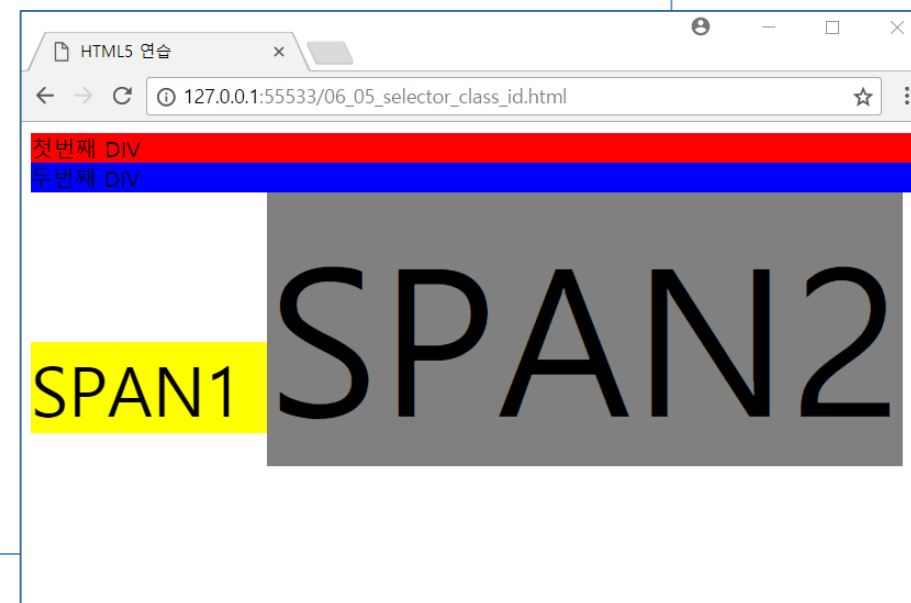 HTML5 연습
127.0.0.1:55533/06_05_selector_class_id.html
첫번째 DIV
두번째 DIV
SPAN1 SPAN2